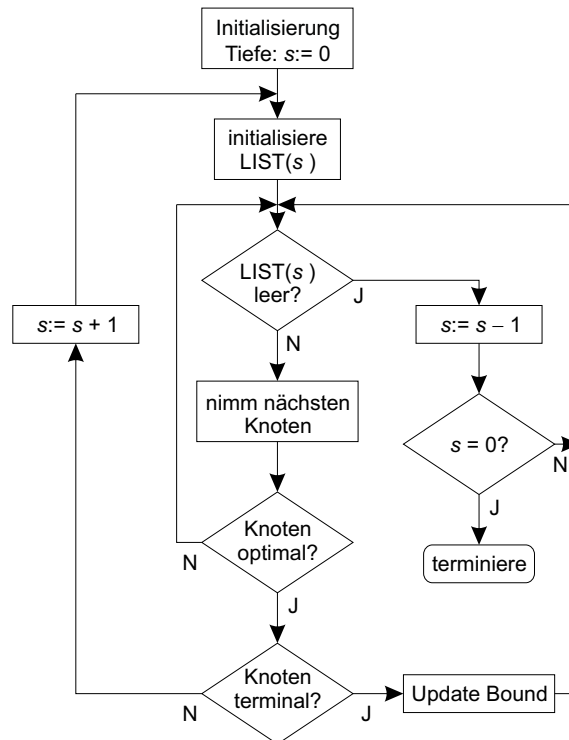 Initialisierung
Tiefe: s:= 0
initialisiere
LIST(s )
LIST(s )
leer?
J
s:= s + 1
s:= s − 1
N
nimm nächsten
Knoten
s = 0?
N
J
Knoten
optimal?
N
terminiere
J
Knoten
terminal?
N
J
Update Bound